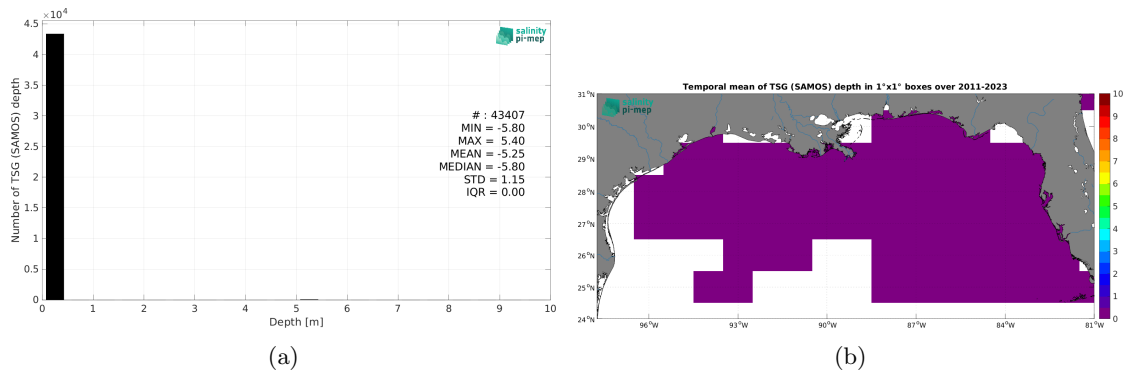 ×10⁴
4.5
4
3.5
3
2.5
2
1.5
1
0.5
0
Number of TSG (SAMOS) depth
salinity
pi-mep
# : 43407
MIN = -5.80
MAX = 5.40
MEAN = -5.25
MEDIAN = -5.80
STD = 1.15
IQR = 0.00
0 1 2 3 4 5 6 7 8 9 10
Depth [m]
(a)
Temporal mean of TSG (SAMOS) depth in 1°x1° boxes over 2011-2023
salinity
pi-mep
31°N
30°N
29°N
28°N
27°N
26°N
25°N
24°N
96°W 93°W 90°W 87°W 84°W 81°W
10
9
8
7
6
5
4
3
2
1
0
(b)